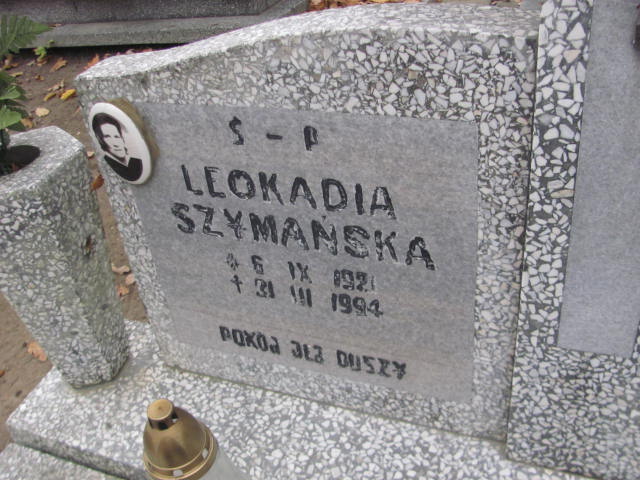 Ś - P
LEOKADIA
SZYMAŃSKA
* 6 IX 1921
† 31 III 1994
POKÓJ JEJ DUSZY